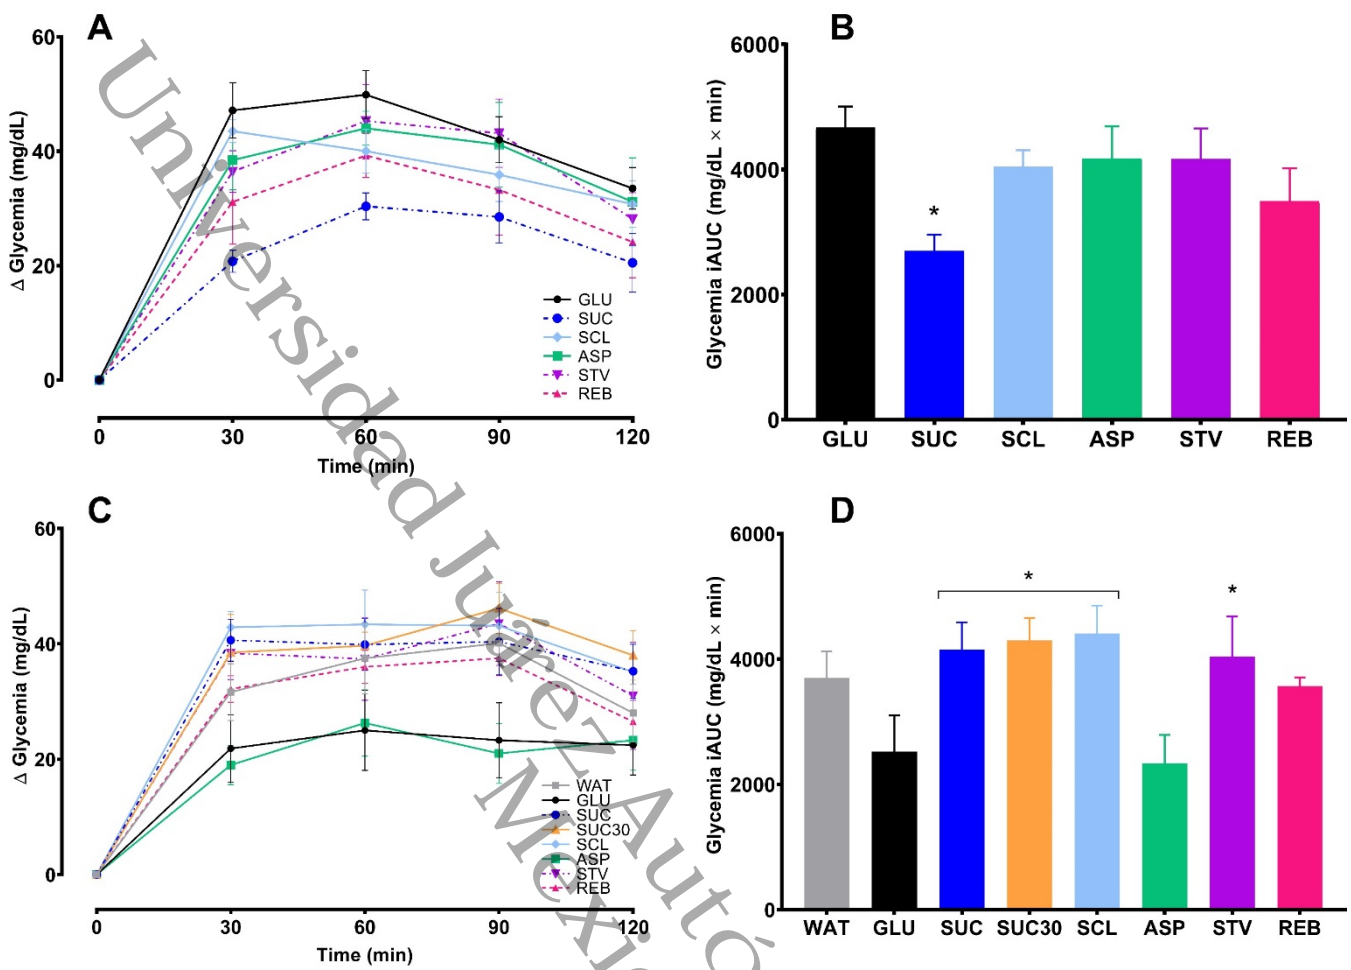 A
60
40
20
0
Δ Glycemia (mg/dL)
GLU
SUC
SCL
ASP
STV
REB
0 30 60 90 120
Time (min)
B
6000
4000
2000
0
Glycemia iAUC (mg/dL × min)
*
GLU SUC SCL ASP STV REB
C
60
40
20
0
Δ Glycemia (mg/dL)
WAT
GLU
SUC
SUC30
SCL
ASP
STV
REB
0 30 60 90 120
Time (min)
D
6000
4000
2000
0
Glycemia iAUC (mg/dL × min)
* *
WAT GLU SUC SUC30 SCL ASP STV REB
Universidad Juárez Autó
Méxic